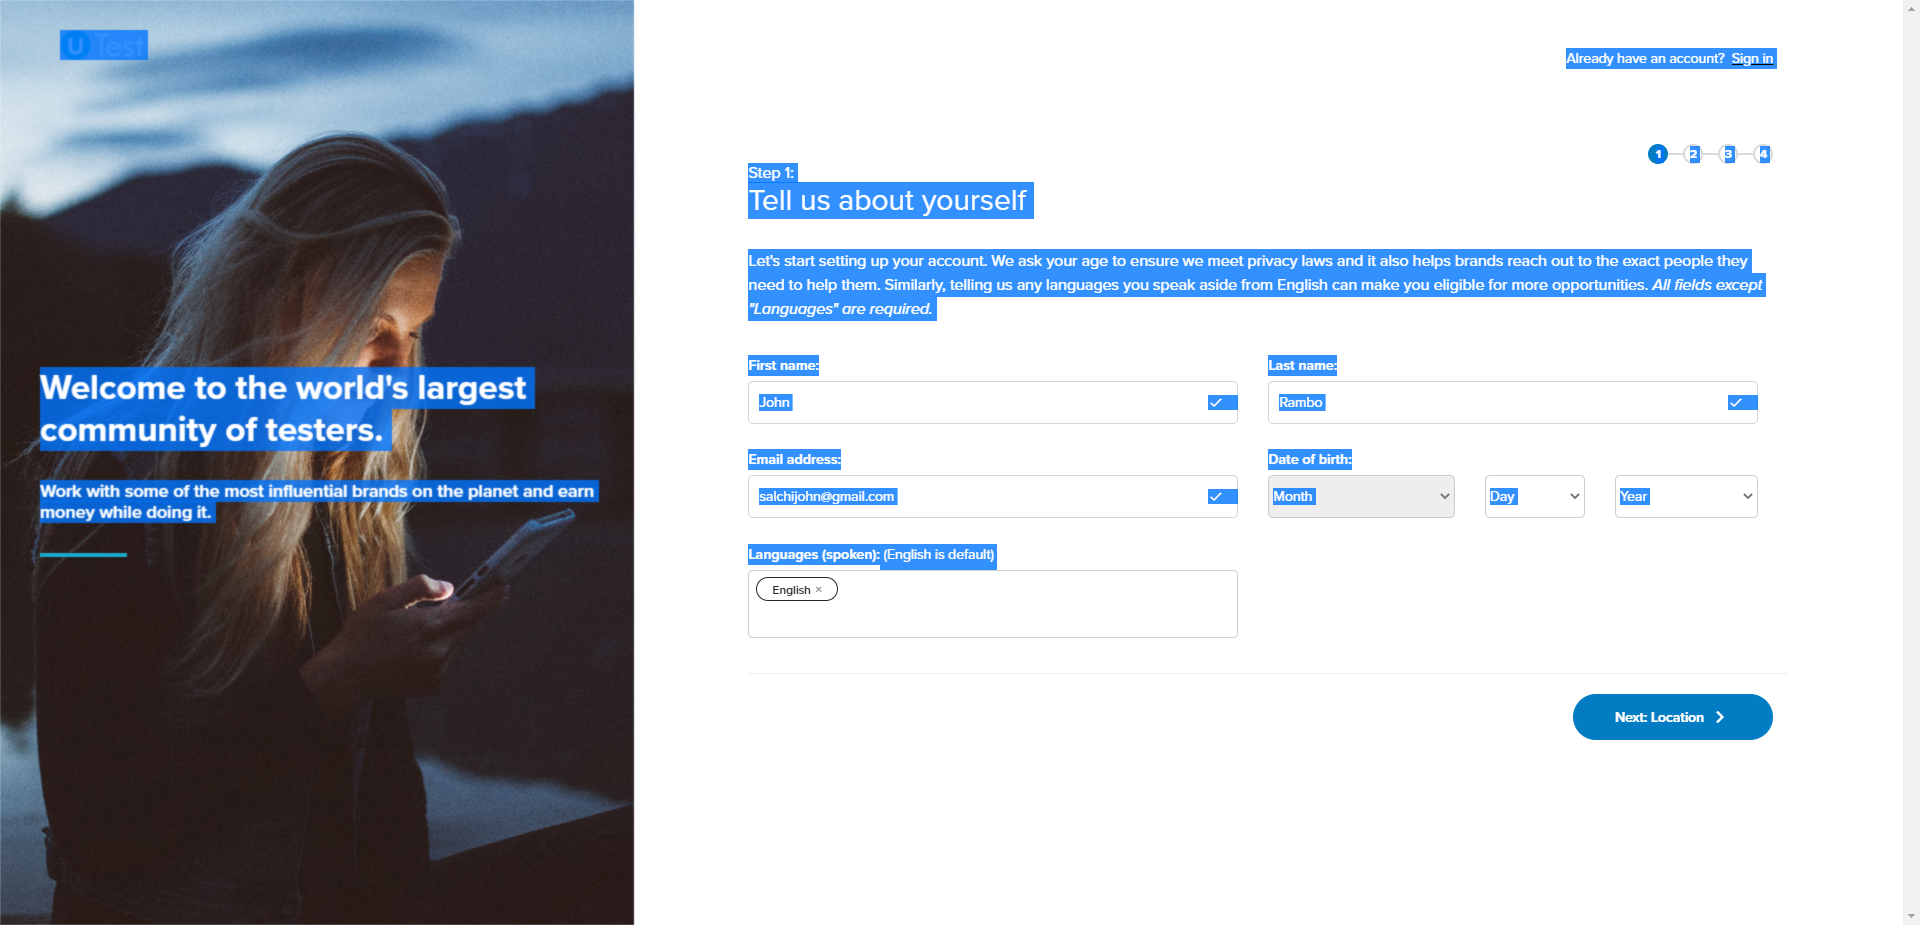 U Test
Already have an account? Sign in
1 2 3 4
Step 1:
Tell us about yourself
Let's start setting up your account. We ask your age to ensure we meet privacy laws and it also helps brands reach out to the exact people they
need to help them. Similarly, telling us any languages you speak aside from English can make you eligible for more opportunities. All fields except
"Languages" are required.
Welcome to the world's largest
community of testers.
Work with some of the most influential brands on the planet and earn
money while doing it.
First name:
John
Last name:
Rambo
Email address:
salchijohn@gmail.com
Date of birth:
Month
Day
Year
Languages (spoken): (English is default)
English ×
Next: Location